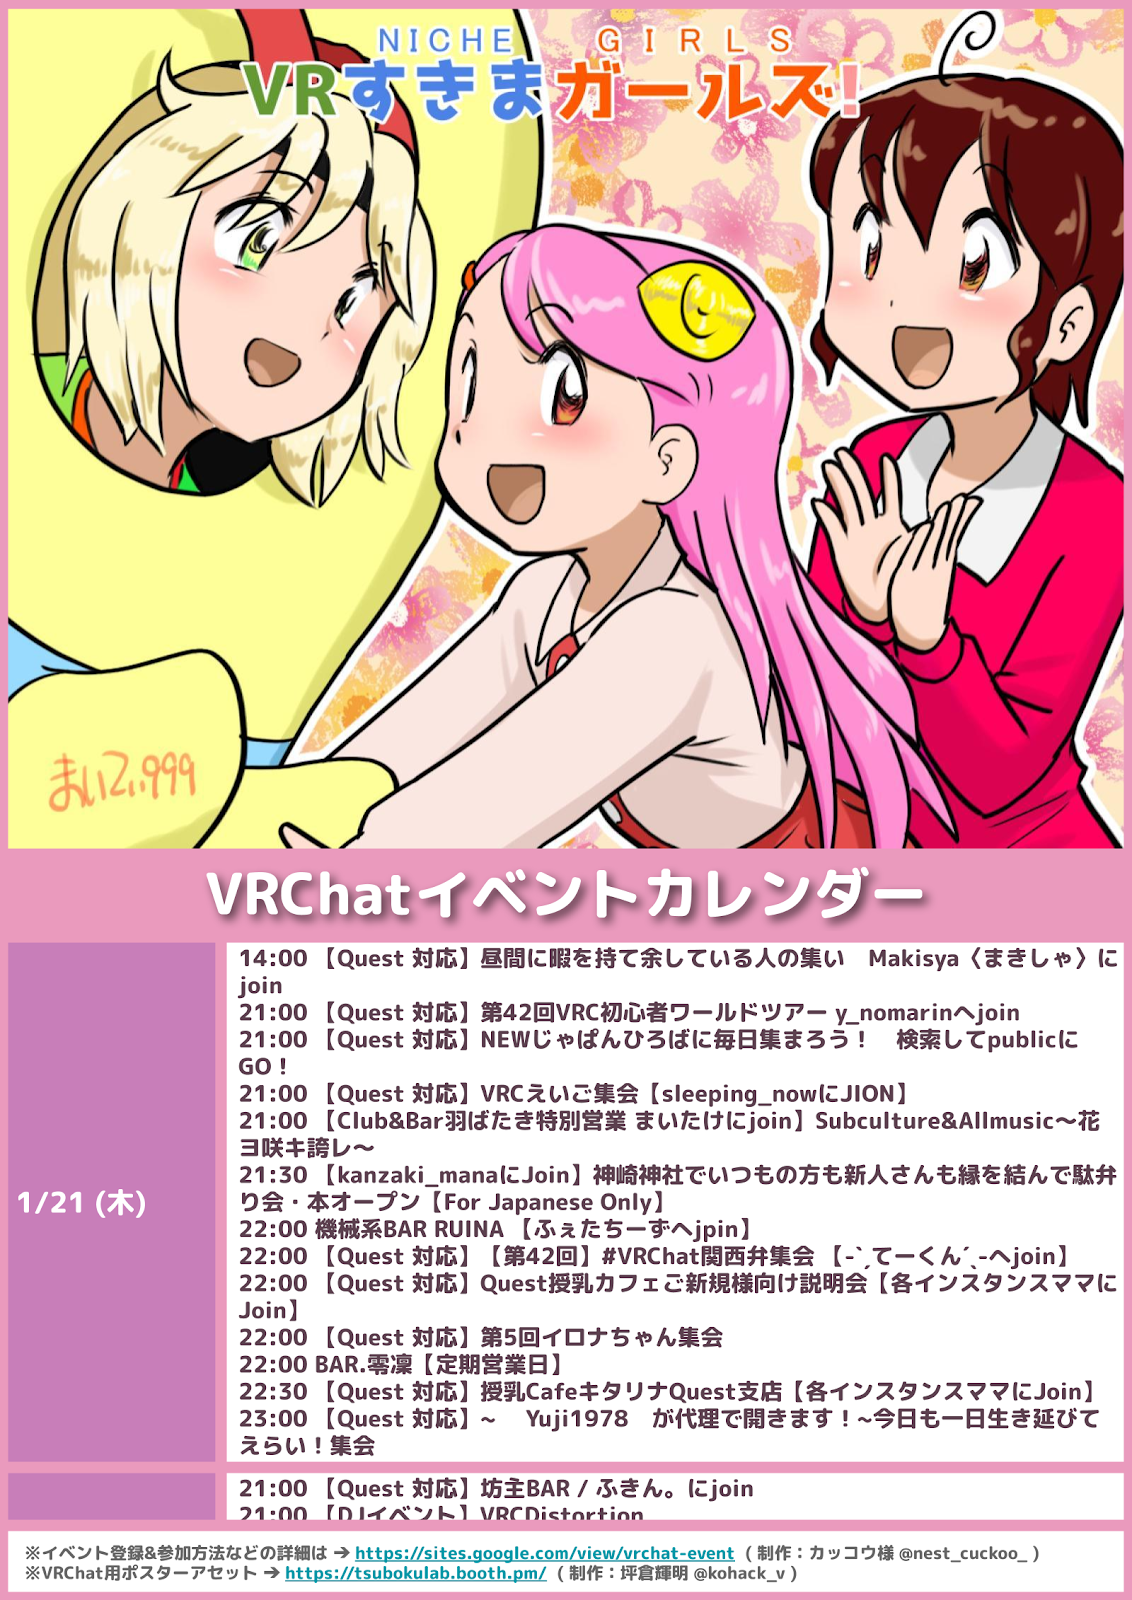 NICHE GIRLS
VRすきまガールズ!
まいてぃ999
VRChatイベントカレンダー
1/21 (木)
14:00 【Quest 対応】昼間に暇を持て余している人の集い　Makisya〈まきしゃ〉に
join
21:00 【Quest 対応】第42回VRC初心者ワールドツアー y_nomarinへjoin
21:00 【Quest 対応】NEWじゃぱんひろばに毎日集まろう！　検索してpublicに
GO！
21:00 【Quest 対応】VRCえいご集会【sleeping_nowにJION】
21:00 【Club&Bar羽ばたき特別営業 まいたけにjoin】Subculture&Allmusic～花
ヨ咲キ誇レ～
21:30 【kanzaki_manaにJoin】神崎神社でいつもの方も新人さんも縁を結んで駄弁
り会・本オープン【For Japanese Only】
22:00 機械系BAR RUINA 【ふぇたちーずへjpin】
22:00 【Quest 対応】【第42回】#VRChat関西弁集会 【-ˋˏてーくんˊˎ-へjoin】
22:00 【Quest 対応】Quest授乳カフェご新規様向け説明会【各インスタンスママに
Join】
22:00 【Quest 対応】第5回イロナちゃん集会
22:00 BAR.零凜【定期営業日】
22:30 【Quest 対応】授乳CafeキタリナQuest支店【各インスタンスママにJoin】
23:00 【Quest 対応】~　Yuji1978　が代理で開きます！~今日も一日生き延びて
えらい！集会
21:00 【Quest 対応】坊主BAR / ふきん。にjoin
21:00 【DJイベント】VRCDistortion
※イベント登録&参加方法などの詳細は ➔ https://sites.google.com/view/vrchat-event （ 制作：カッコウ様 @nest_cuckoo_ ）
※VRChat用ポスターアセット ➔ https://tsubokulab.booth.pm/ （ 制作：坪倉輝明 @kohack_v ）